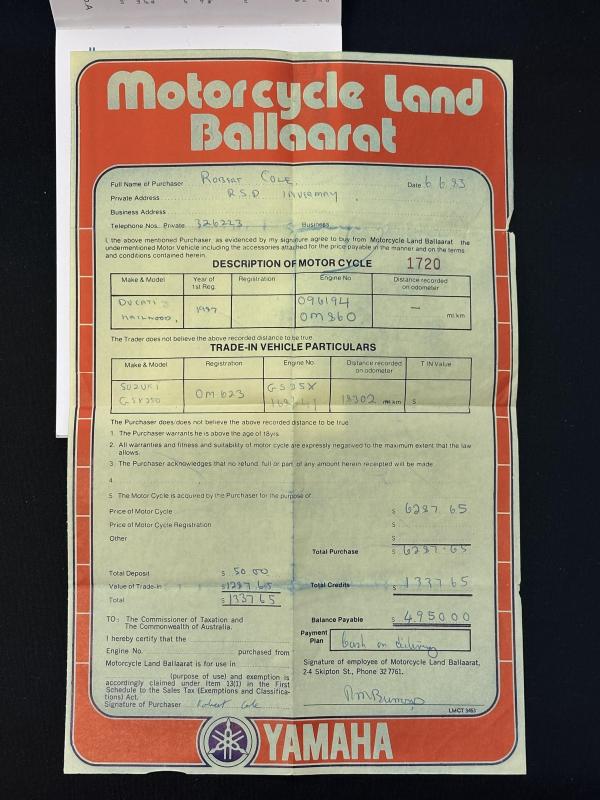 Motorcycle Land
Ballaarat
Full Name of Purchaser ROBERT COLE. Date 6.6.83
Private Address R.S.D. INVERMAY.
Business Address
Telephone Nos.: Private 326223. Business
I, the above mentioned Purchaser, as evidenced by my signature agree to buy from Motorcycle Land Ballaarat the
undermentioned Motor Vehicle including the accessories attached for the price payable in the manner and on the terms
and conditions contained herein.
DESCRIPTION OF MOTOR CYCLE 1720
Make & Model Year of 1st Reg. Registration Engine No. Distance recorded on odometer
DUCATI 096194 —
HAILWOOD, OM860 ml.km
The Trader does not believe the above recorded distance to be true
TRADE-IN VEHICLE PARTICULARS
Make & Model Registration Engine No. Distance recorded on odometer T IN Value
SUZUKI OM623 GS25X 18302 ml.km $
GSX250
The Purchaser does/does not believe the above recorded distance to be true
1. The Purchaser warrants he is above the age of 18yrs.
2. All warranties and fitness and suitability of motor cycle are expressly negatived to the maximum extent that the law
allows.
3. The Purchaser acknowledges that no refund, full or part of any amount herein receipted will be made
4.
5. The Motor Cycle is acquired by the Purchaser for the purpose of
Price of Motor Cycle $ 6287.65
Price of Motor Cycle Registration $
Other $
Total Purchase $ 6287.65
Total Deposit $ 50.00
Value of Trade-in $ 1287.65 Total Credits $ 1337.65
Total $ 1337.65
TO: The Commissioner of Taxation and
The Commonwealth of Australia.
Balance Payable $ 4950.00
I hereby certify that the
Payment Plan Cash on delivery
Engine No. purchased from
Motorcycle Land Ballaarat is for use in
(purpose of use) and exemption is
accordingly claimed under Item 13(1) in the First
Schedule to the Sales Tax (Exemptions and Classifica-
tions) Act.
Signature of Purchaser Robert Cole
Signature of employee of Motorcycle Land Ballaarat,
2-4 Skipton St., Phone 32 7761.
LMCT 3451
YAMAHA